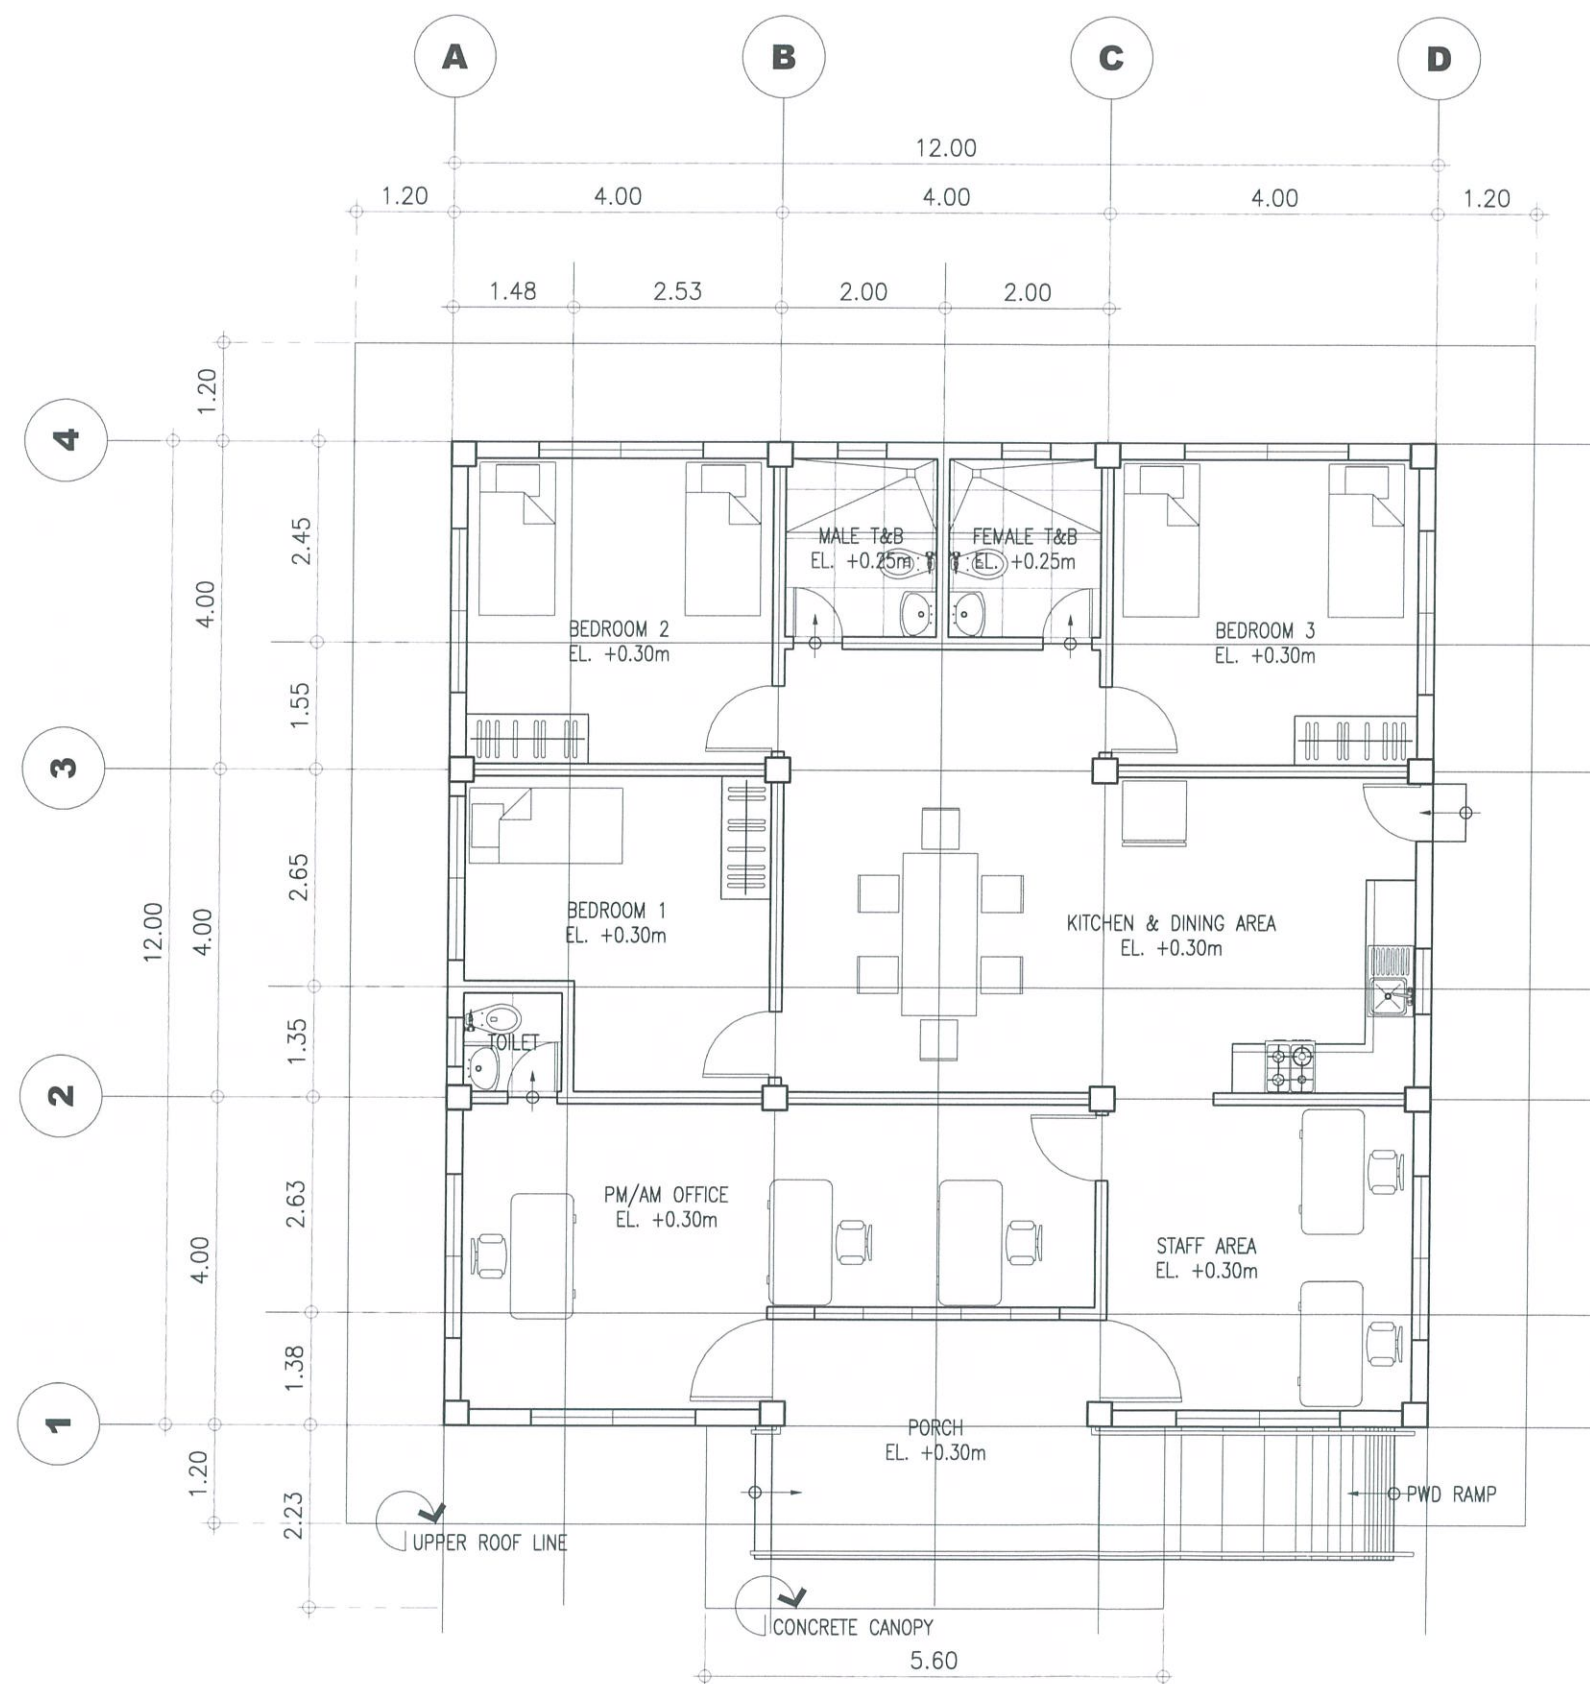 A
B
C
D
12.00
1.20
4.00
4.00
4.00
1.20
1.48
2.53
2.00
2.00
1.20
4
2.45
MALE T&B
EL. +0.25m
FEMALE T&B
EL. +0.25m
4.00
BEDROOM 2
EL. +0.30m
BEDROOM 3
EL. +0.30m
1.55
3
2.65
BEDROOM 1
EL. +0.30m
KITCHEN & DINING AREA
EL. +0.30m
12.00
4.00
1.35
TOILET
2
2.63
PM/AM OFFICE
EL. +0.30m
STAFF AREA
EL. +0.30m
4.00
1.38
1
PORCH
EL. +0.30m
1.20
2.23
PWD RAMP
UPPER ROOF LINE
CONCRETE CANOPY
5.60